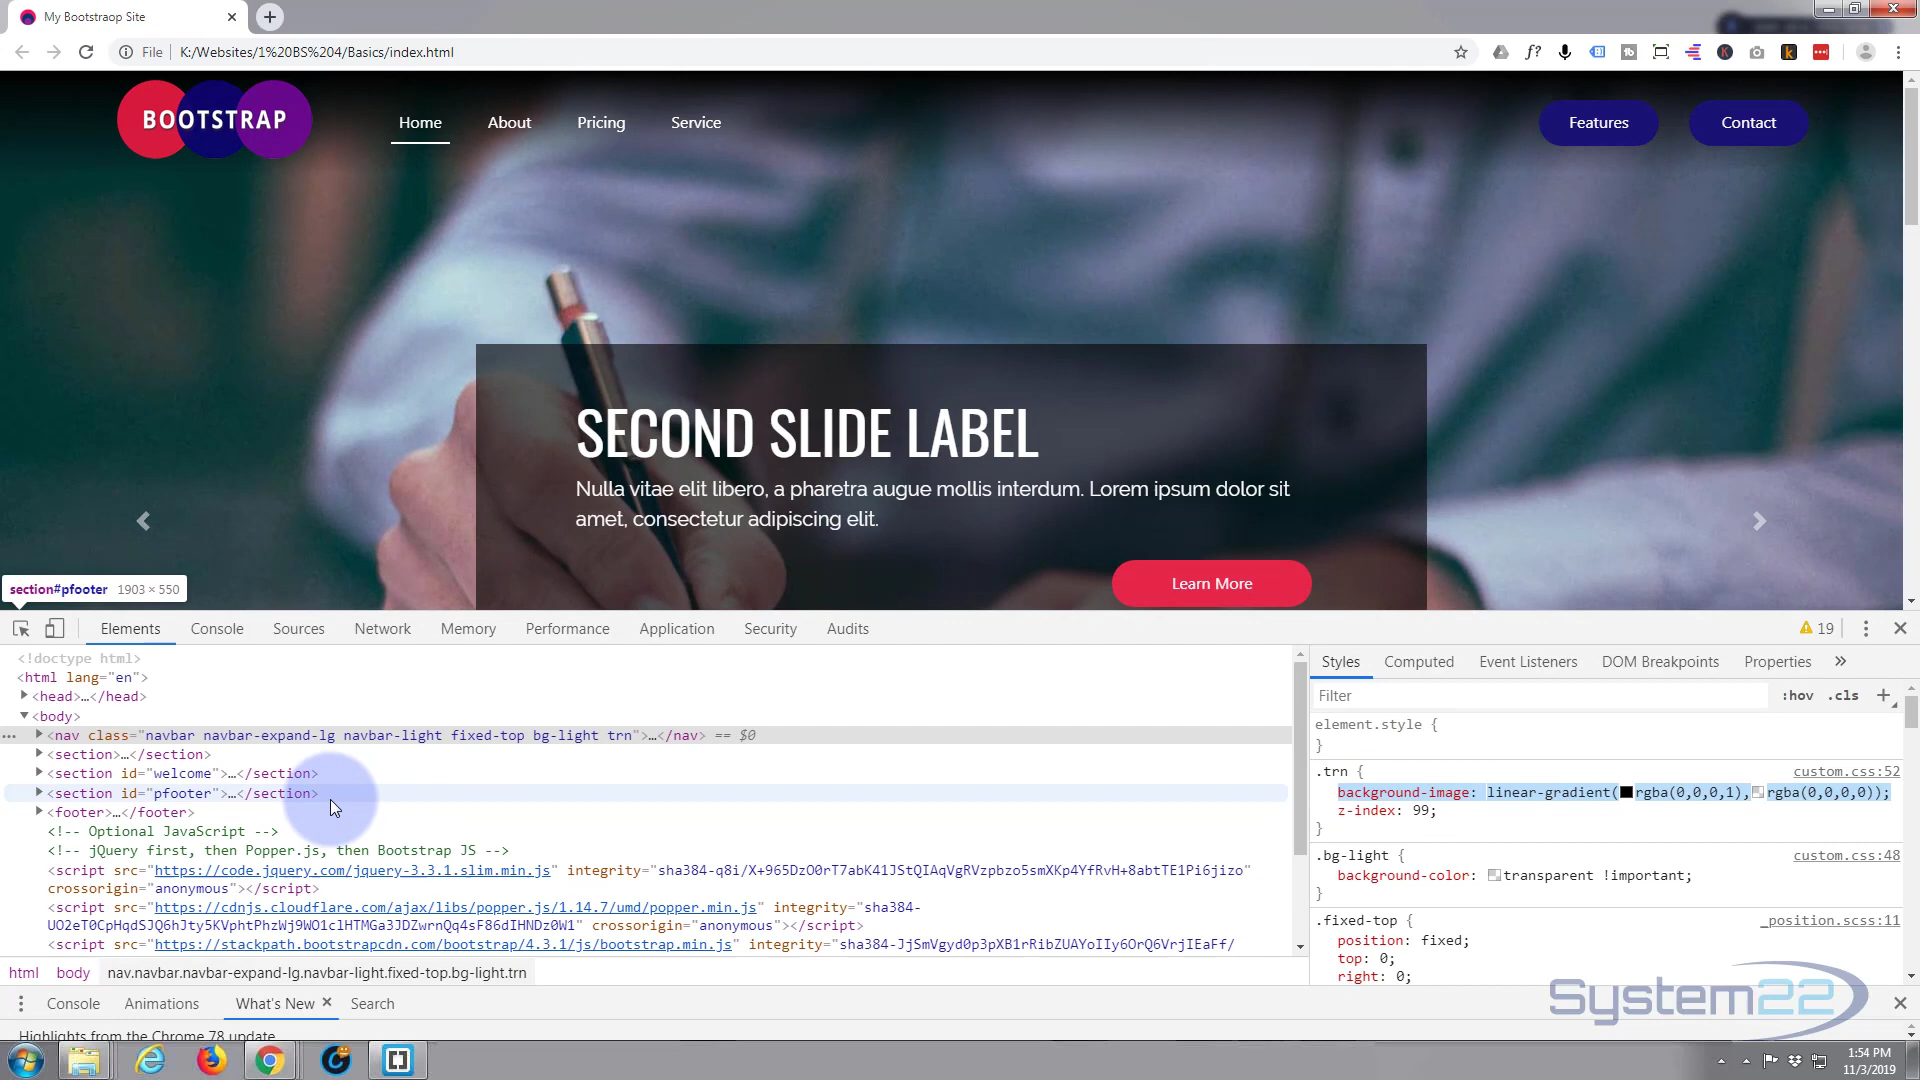 My Bootstraop Site
File K:/Websites/1%20BS%204/Basics/index.html
BOOTSTRAP
Home About Pricing Service Features Contact
SECOND SLIDE LABEL
Nulla vitae elit libero, a pharetra augue mollis interdum. Lorem ipsum dolor sit
amet, consectetur adipiscing elit.
Learn More
section#pfooter 1903 × 550
Elements Console Sources Network Memory Performance Application Security Audits 19
<!doctype html>
<html lang="en">
<head>…</head>
<body>
<nav class="navbar navbar-expand-lg navbar-light fixed-top bg-light trn">…</nav> == $0
<section>…</section>
<section id="welcome">…</section>
<section id="pfooter">…</section>
<footer>…</footer>
<!-- Optional JavaScript -->
<!-- jQuery first, then Popper.js, then Bootstrap JS -->
<script src="https://code.jquery.com/jquery-3.3.1.slim.min.js" integrity="sha384-q8i/X+965DzO0rT7abK41JStQIAqVgRVzpbzo5smXKp4YfRvH+8abtTE1Pi6jizo"
crossorigin="anonymous"></script>
<script src="https://cdnjs.cloudflare.com/ajax/libs/popper.js/1.14.7/umd/popper.min.js" integrity="sha384-
UO2eT0CpHqdSJQ6hJty5KVphtPhzWj9WO1clHTMGa3JDZwrnQq4sF86dIHNDz0W1" crossorigin="anonymous"></script>
<script src="https://stackpath.bootstrapcdn.com/bootstrap/4.3.1/js/bootstrap.min.js" integrity="sha384-JjSmVgyd0p3pXB1rRibZUAYoIIy6OrQ6VrjIEaFf/
html body nav.navbar.navbar-expand-lg.navbar-light.fixed-top.bg-light.trn
Styles Computed Event Listeners DOM Breakpoints Properties
Filter :hov .cls
element.style {
}
.trn { custom.css:52
background-image: linear-gradient(rgba(0,0,0,1),rgba(0,0,0,0));
z-index: 99;
}
.bg-light { custom.css:48
background-color: transparent !important;
}
.fixed-top { _position.scss:11
position: fixed;
top: 0;
right: 0;
Console Animations What's New Search
Highlights from the Chrome 78 update
System22
1:54 PM
11/3/2019